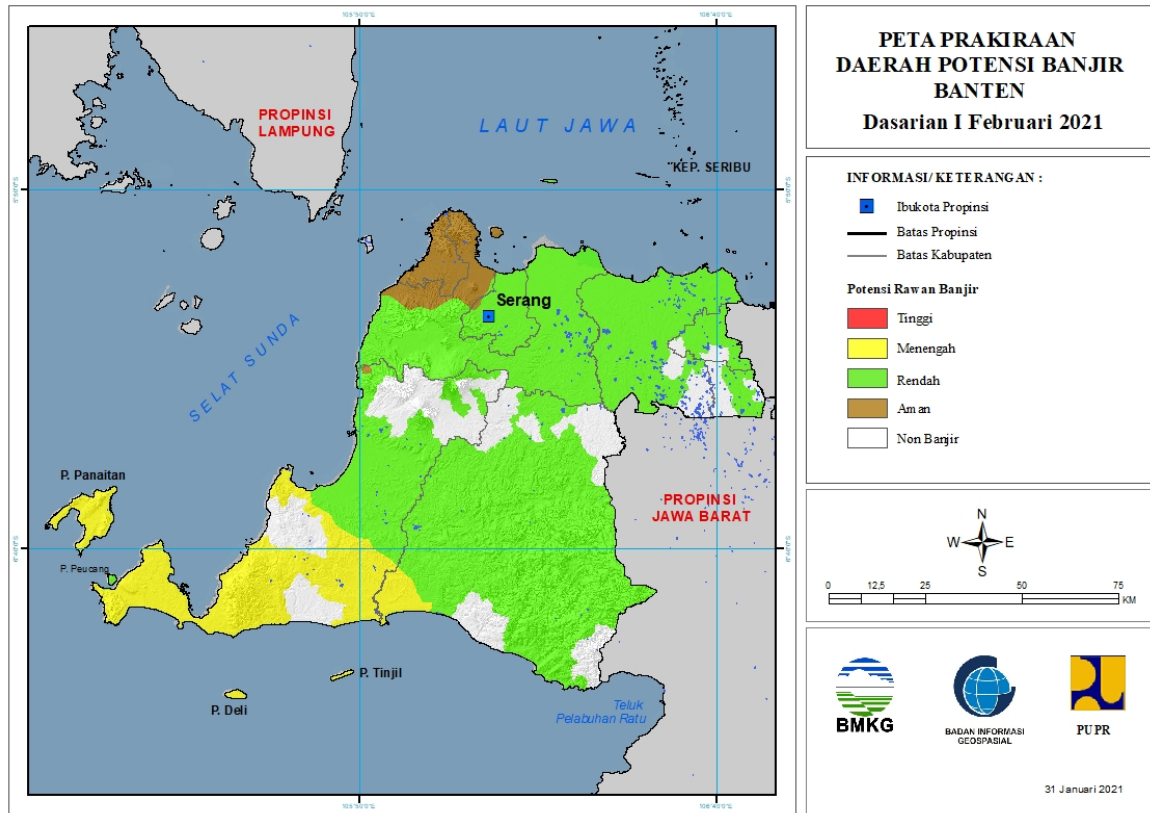 PETA PRAKIRAAN
DAERAH POTENSI BANJIR
BANTEN
Dasarian I Februari 2021
INFORMASI/ KETERANGAN :
Ibukota Propinsi
Batas Propinsi
Batas Kabupaten
Potensi Rawan Banjir
Tinggi
Menengah
Rendah
Aman
Non Banjir
N
W E
S
0 12,5 25 50 75
KM
BMKG
BADAN INFORMASI
GEOSPASIAL
PUPR
31 Januari 2021
PROPINSI
LAMPUNG
LAUT JAWA
KEP. SERIBU
Serang
SELAT SUNDA
P. Panaitan
PROPINSI
JAWA BARAT
P. Peucang
P. Tinjil
P. Deli
Teluk
Pelabuhan Ratu